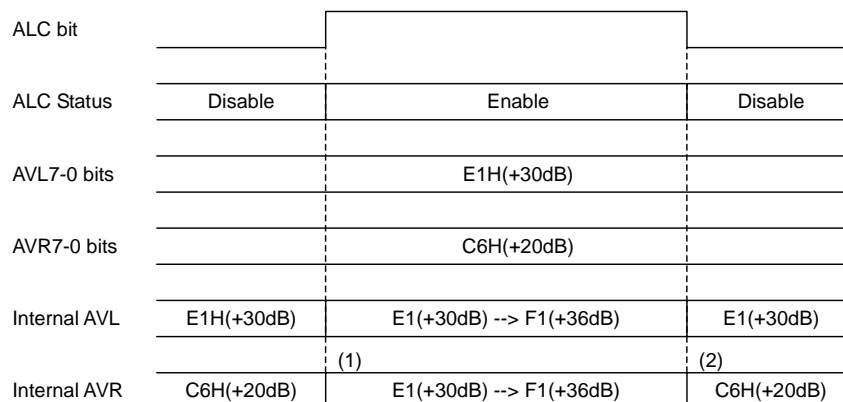 ALC bit
ALC Status Disable Enable Disable
AVL7-0 bits E1H(+30dB)
AVR7-0 bits C6H(+20dB)
Internal AVL E1H(+30dB) E1(+30dB) --> F1(+36dB) E1(+30dB)
(1) (2)
Internal AVR C6H(+20dB) E1(+30dB) --> F1(+36dB) C6H(+20dB)